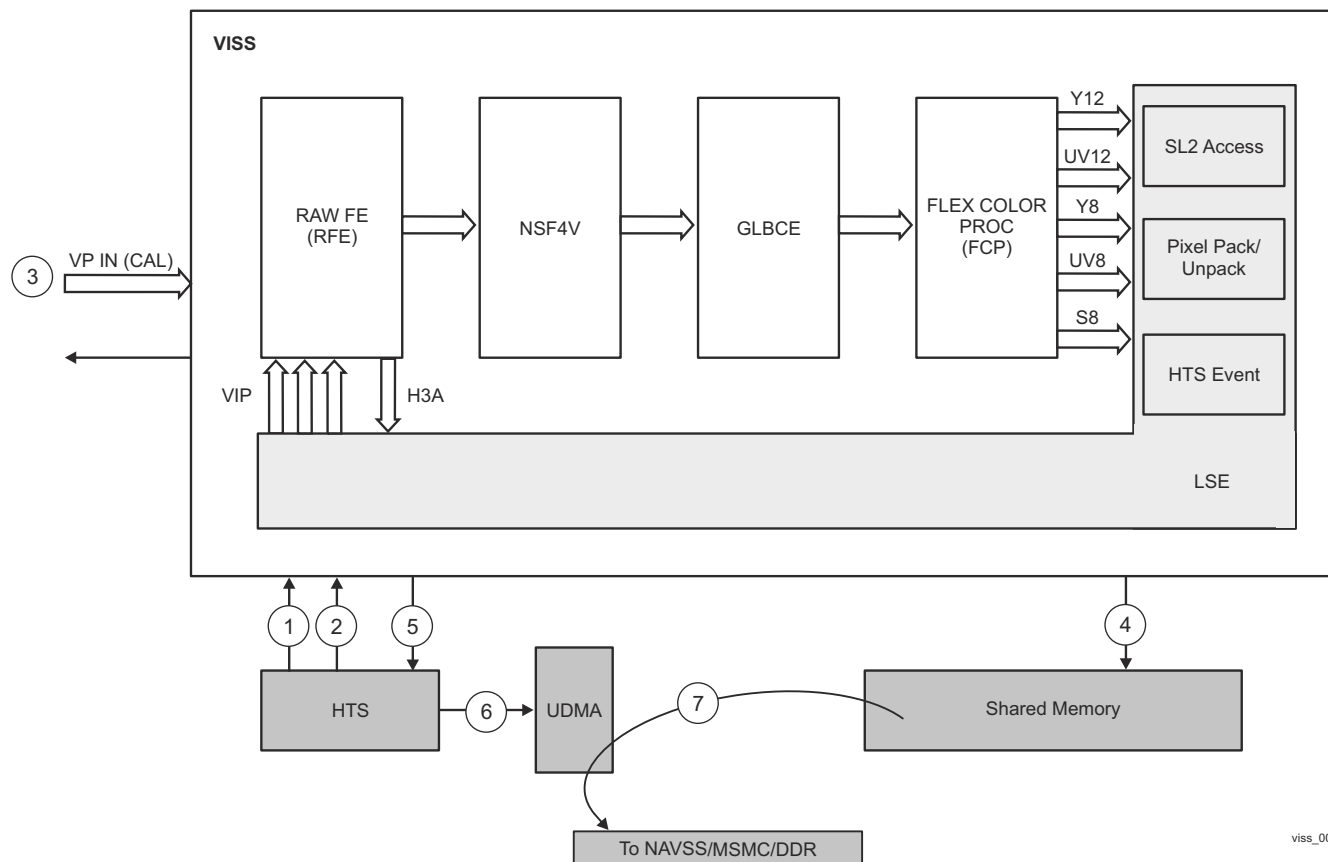 VISS
RAW FE
(RFE)
NSF4V
GLBCE
FLEX COLOR
PROC
(FCP)
Y12
UV12
Y8
UV8
S8
SL2 Access
Pixel Pack/
Unpack
HTS Event
LSE
3
VP IN (CAL)
VIP
H3A
1
2
5
4
HTS
6
UDMA
7
Shared Memory
To NAVSS/MSMC/DDR
viss_00